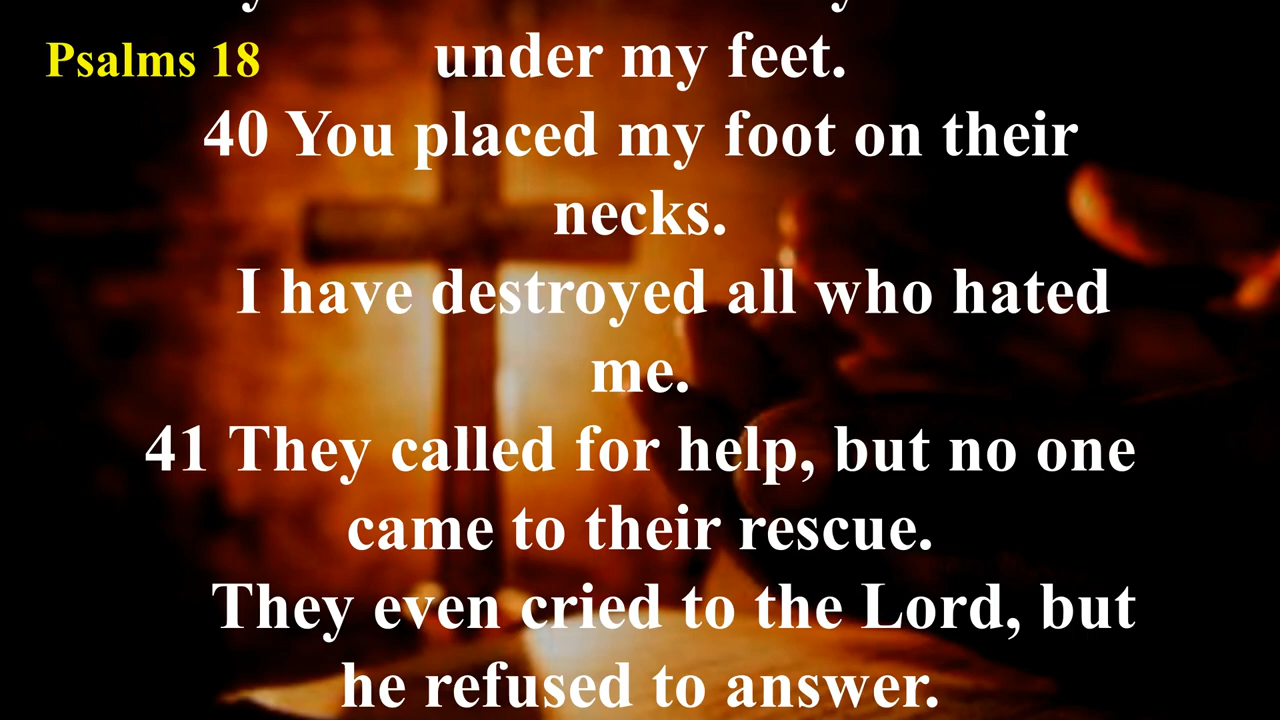 Psalms 18
under my feet.
40 You placed my foot on their
necks.
I have destroyed all who hated
me.
41 They called for help, but no one
came to their rescue.
They even cried to the Lord, but
he refused to answer.